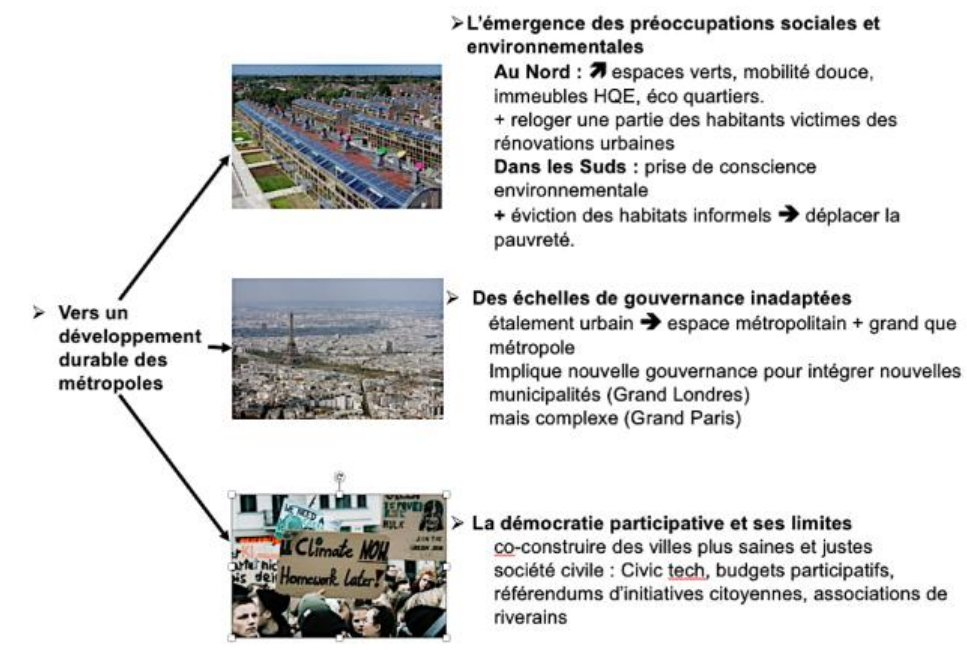 ➢ L'émergence des préoccupations sociales et
environnementales
Au Nord : ↗ espaces verts, mobilité douce,
immeubles HQE, éco quartiers.
+ reloger une partie des habitants victimes des
rénovations urbaines
Dans les Suds : prise de conscience
environnementale
+ éviction des habitats informels ➔ déplacer la
pauvreté.
➢ Vers un
développement
durable des
métropoles
➢ Des échelles de gouvernance inadaptées
étalement urbain ➔ espace métropolitain + grand que
métropole
Implique nouvelle gouvernance pour intégrer nouvelles
municipalités (Grand Londres)
mais complexe (Grand Paris)
WE NEED A
HULK
JOIN THE
Climate NOW
Homework Later!
➢ La démocratie participative et ses limites
co-construire des villes plus saines et justes
société civile : Civic tech, budgets participatifs,
référendums d'initiatives citoyennes, associations de
riverains